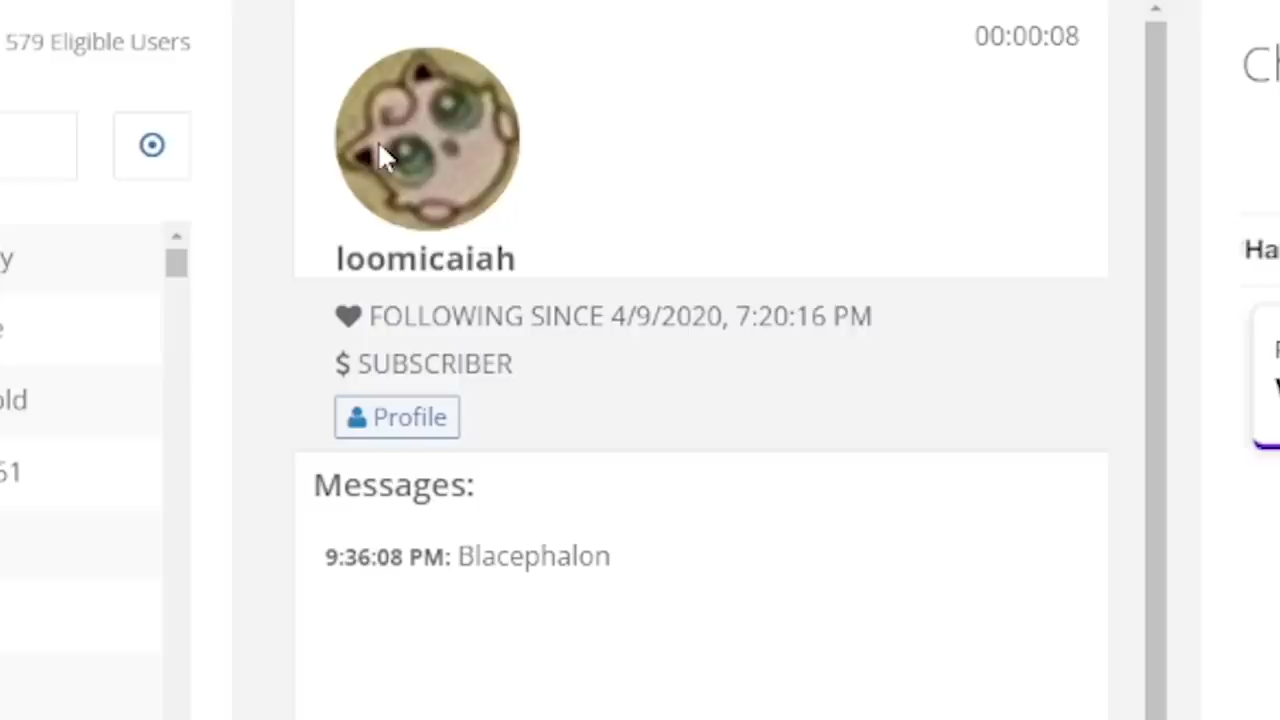 579 Eligible Users
00:00:08
loomicaiah
FOLLOWING SINCE 4/9/2020, 7:20:16 PM
$ SUBSCRIBER
Profile
Messages:
9:36:08 PM: Blacephalon